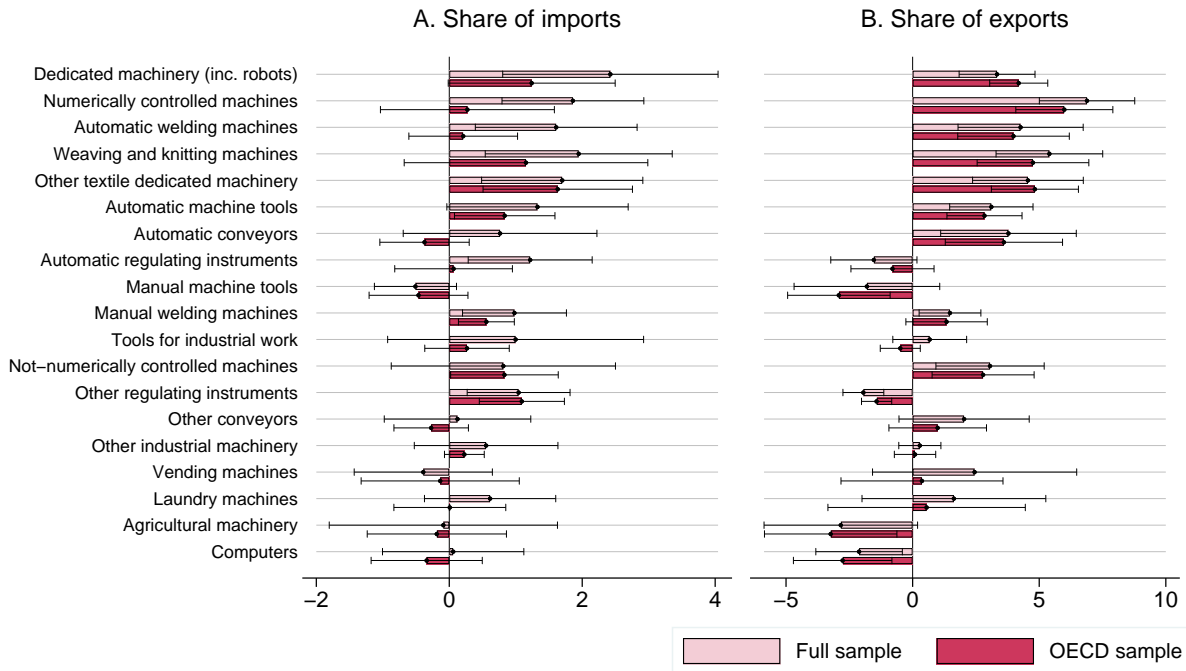 A. Share of imports
B. Share of exports
Dedicated machinery (inc. robots)
Numerically controlled machines
Automatic welding machines
Weaving and knitting machines
Other textile dedicated machinery
Automatic machine tools
Automatic conveyors
Automatic regulating instruments
Manual machine tools
Manual welding machines
Tools for industrial work
Not−numerically controlled machines
Other regulating instruments
Other conveyors
Other industrial machinery
Vending machines
Laundry machines
Agricultural machinery
Computers
−2 0 2 4
−5 0 5 10
Full sample
OECD sample